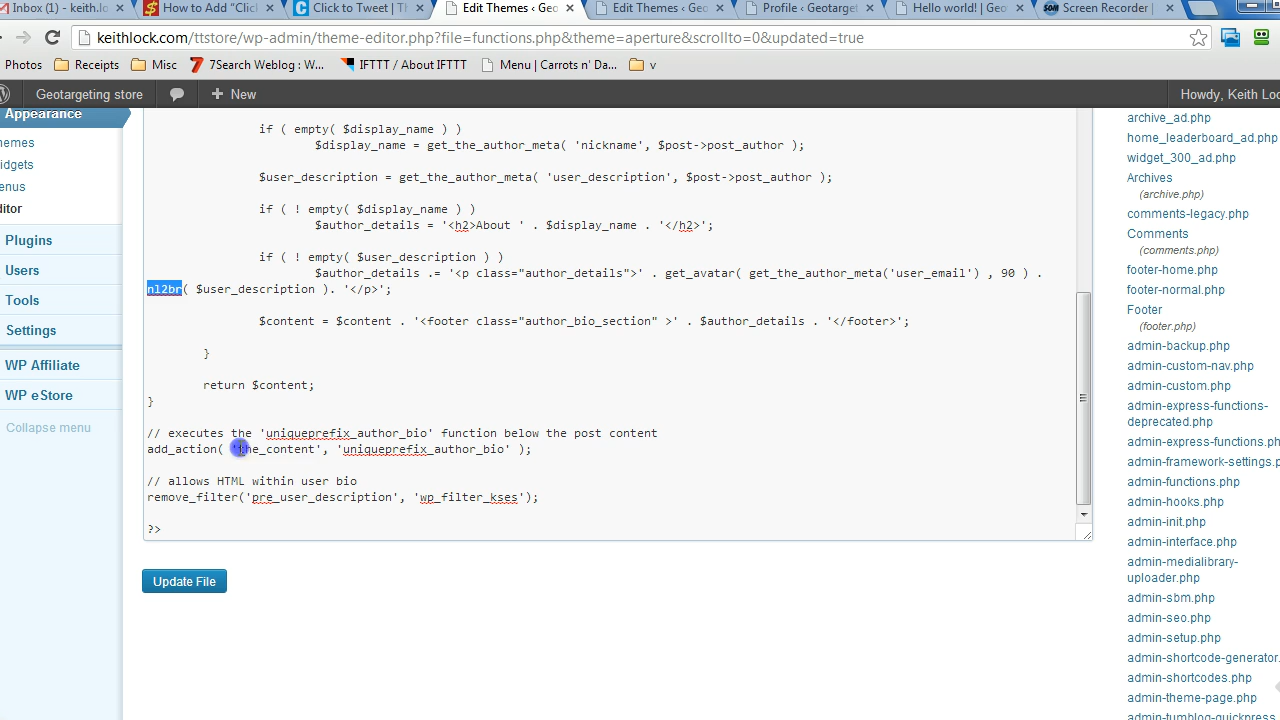 Inbox (1) - keith.lo
How to Add “Clic
Click to Tweet | Th
Edit Themes ‹ Geo
Edit Themes ‹ Geo
Profile ‹ Geotarget
Hello world! | Geo
Screen Recorder |
keithlock.com/ttstore/wp-admin/theme-editor.php?file=functions.php&theme=aperture&scrollto=0&updated=true
Photos Receipts Misc 7Search Weblog : W... IFTTT / About IFTTT Menu | Carrots n' Da... v
Geotargeting store + New Howdy, Keith Loc
Appearance
hemes
idgets
enus
ditor
Plugins
Users
Tools
Settings
WP Affiliate
WP eStore
Collapse menu
if ( empty( $display_name ) )
$display_name = get_the_author_meta( 'nickname', $post->post_author );
$user_description = get_the_author_meta( 'user_description', $post->post_author );
if ( ! empty( $display_name ) )
$author_details = '<h2>About ' . $display_name . '</h2>';
if ( ! empty( $user_description ) )
$author_details .= '<p class="author_details">' . get_avatar( get_the_author_meta('user_email') , 90 ) .
nl2br( $user_description ). '</p>';
$content = $content . '<footer class="author_bio_section" >' . $author_details . '</footer>';
}
return $content;
}
// executes the 'uniqueprefix_author_bio' function below the post content
add_action( 'the_content', 'uniqueprefix_author_bio' );
// allows HTML within user bio
remove_filter('pre_user_description', 'wp_filter_kses');
?>
Update File
archive_ad.php
home_leaderboard_ad.php
widget_300_ad.php
Archives
(archive.php)
comments-legacy.php
Comments
(comments.php)
footer-home.php
footer-normal.php
Footer
(footer.php)
admin-backup.php
admin-custom-nav.php
admin-custom.php
admin-express-functions-
deprecated.php
admin-express-functions.ph
admin-framework-settings.p
admin-functions.php
admin-hooks.php
admin-init.php
admin-interface.php
admin-medialibrary-
uploader.php
admin-sbm.php
admin-seo.php
admin-setup.php
admin-shortcode-generator.
admin-shortcodes.php
admin-theme-page.php
admin-tumblog-quickpress